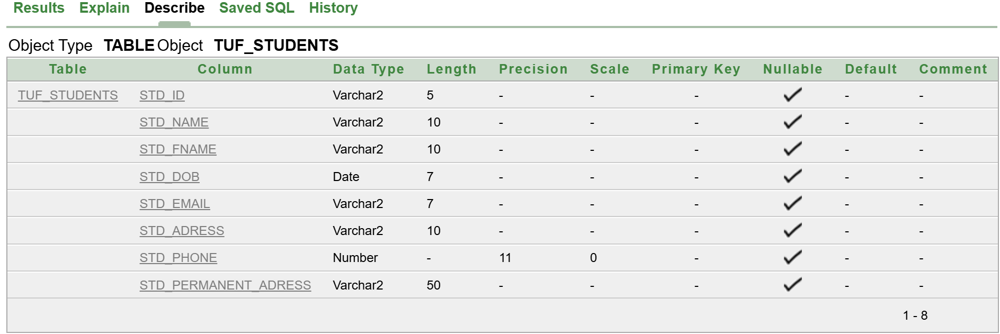 Results Explain Describe Saved SQL History
Object Type TABLE Object TUF_STUDENTS
Table Column Data Type Length Precision Scale Primary Key Nullable Default Comment
TUF_STUDENTS STD_ID Varchar2 5 - - - ✓ - -
STD_NAME Varchar2 10 - - - ✓ - -
STD_FNAME Varchar2 10 - - - ✓ - -
STD_DOB Date 7 - - - ✓ - -
STD_EMAIL Varchar2 7 - - - ✓ - -
STD_ADRESS Varchar2 10 - - - ✓ - -
STD_PHONE Number - 11 0 - ✓ - -
STD_PERMANENT_ADRESS Varchar2 50 - - - ✓ - -
1 - 8